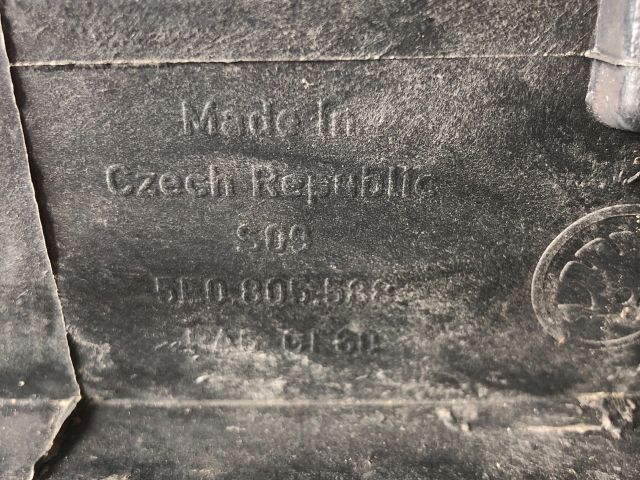 Made in
Czech Republic
S09
5L0.805.588